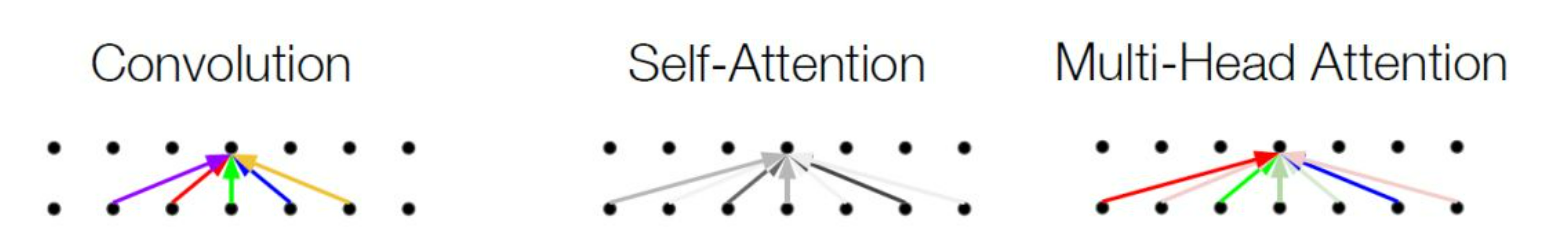 Convolution
Self-Attention
Multi-Head Attention